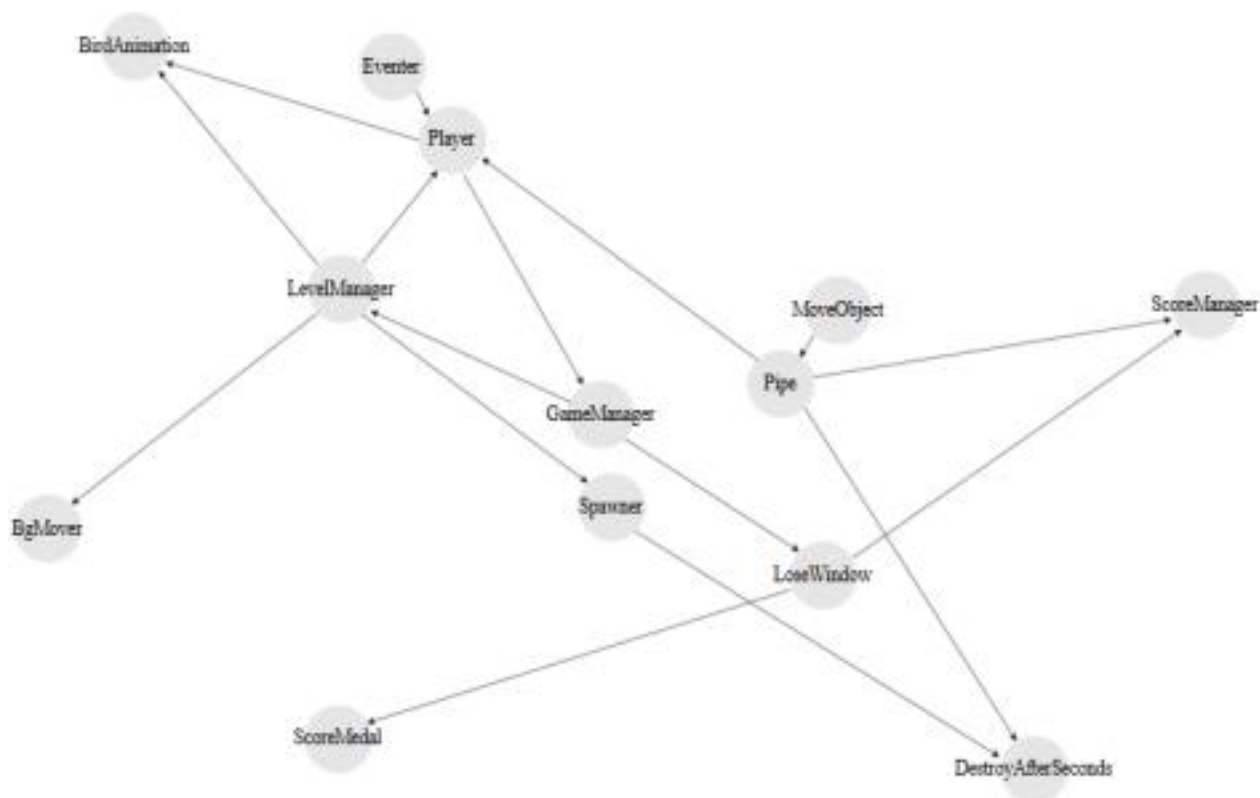 BirdAnimation
Eventer
Player
LevelManager
MoveObject
ScoreManager
Pipe
GameManager
Spawner
BgMover
LoseWindow
ScoreMedal
DestroyAfterSeconds